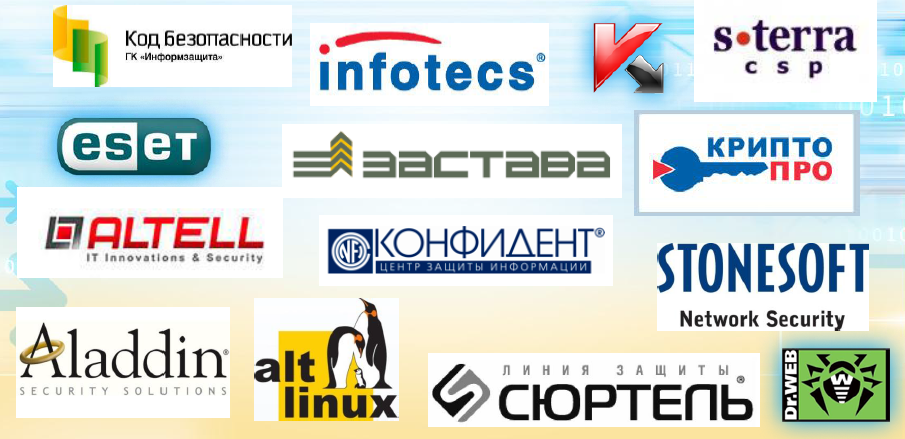 Код Безопасности
ГК «Информзащита»
infotecs®
s•terra
csp
eset
ЗАСТАВА
КРИПТО
ПРО
ALTELL
IT Innovations & Security
КОНФИДЕНТ®
ЦЕНТР ЗАЩИТЫ ИНФОРМАЦИИ
STONESOFT
Network Security
Aladdin®
SECURITY SOLUTIONS
alt
linux
ЛИНИЯ ЗАЩИТЫ
СЮРТЕЛЬ®
Dr.WEB